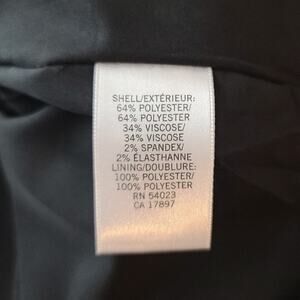 SHELL/EXTÉRIEUR:
64% POLYESTER/
64% POLYESTER
34% VISCOSE/
34% VISCOSE
2% SPANDEX/
2% ÉLASTHANNE
LINING/DOUBLURE:
100% POLYESTER/
100% POLYESTER
RN 54023
CA 17897